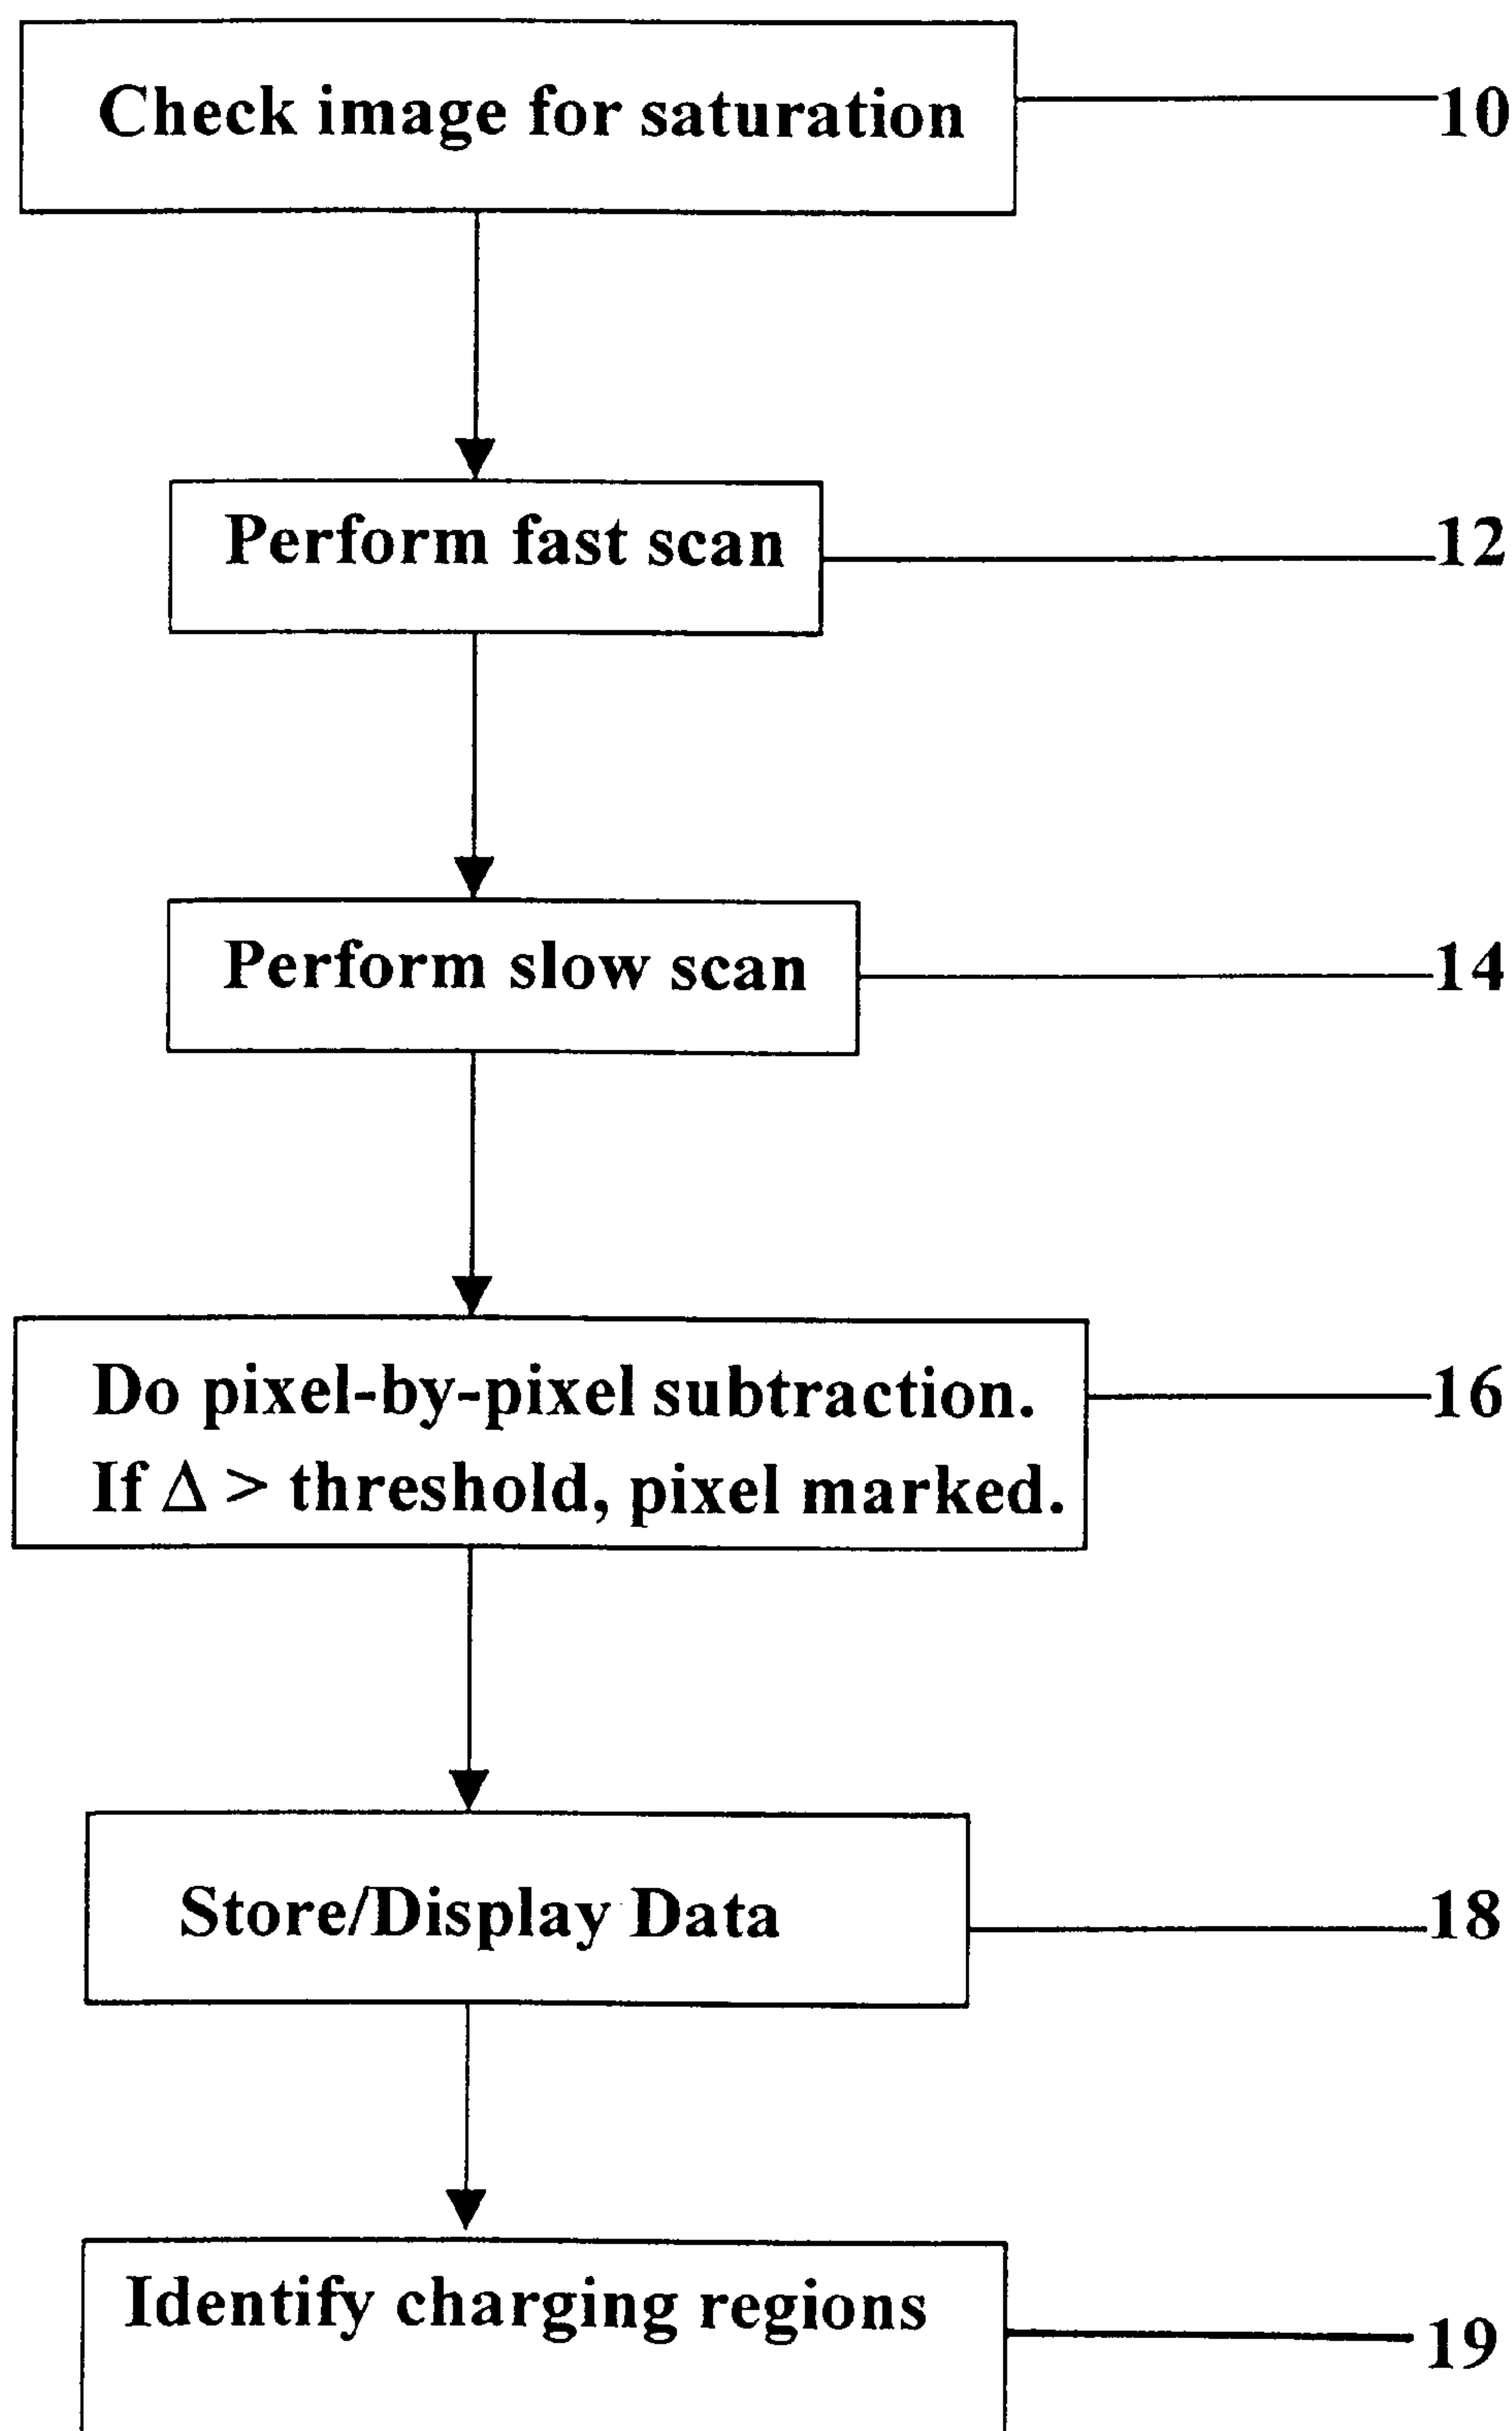 Check image for saturation
10
Perform fast scan
12
Perform slow scan
14
Do pixel-by-pixel subtraction.
16
If Δ > threshold, pixel marked.
Store/Display Data
18
Identify charging regions
19